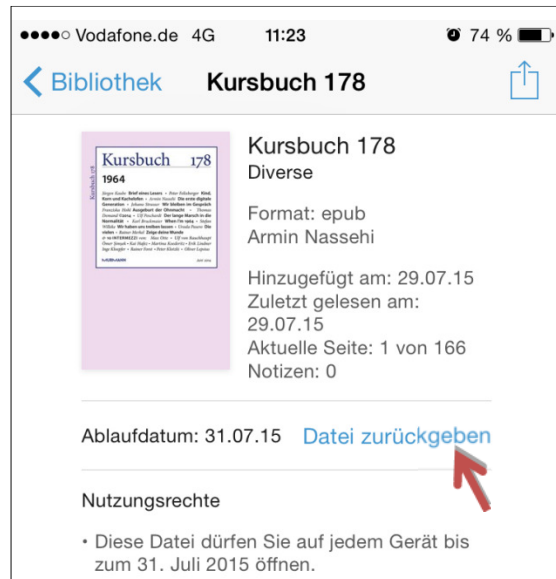 Vodafone.de 4G 11:23 74 %
Bibliothek Kursbuch 178
Kursbuch 178
Kursbuch 178
1964
Kursbuch 178
Diverse
Format: epub
Armin Nassehi
Hinzugefügt am: 29.07.15
Zuletzt gelesen am:
29.07.15
Aktuelle Seite: 1 von 166
Notizen: 0
Ablaufdatum: 31.07.15 Datei zurückgeben
Nutzungsrechte
• Diese Datei dürfen Sie auf jedem Gerät bis
zum 31. Juli 2015 öffnen.